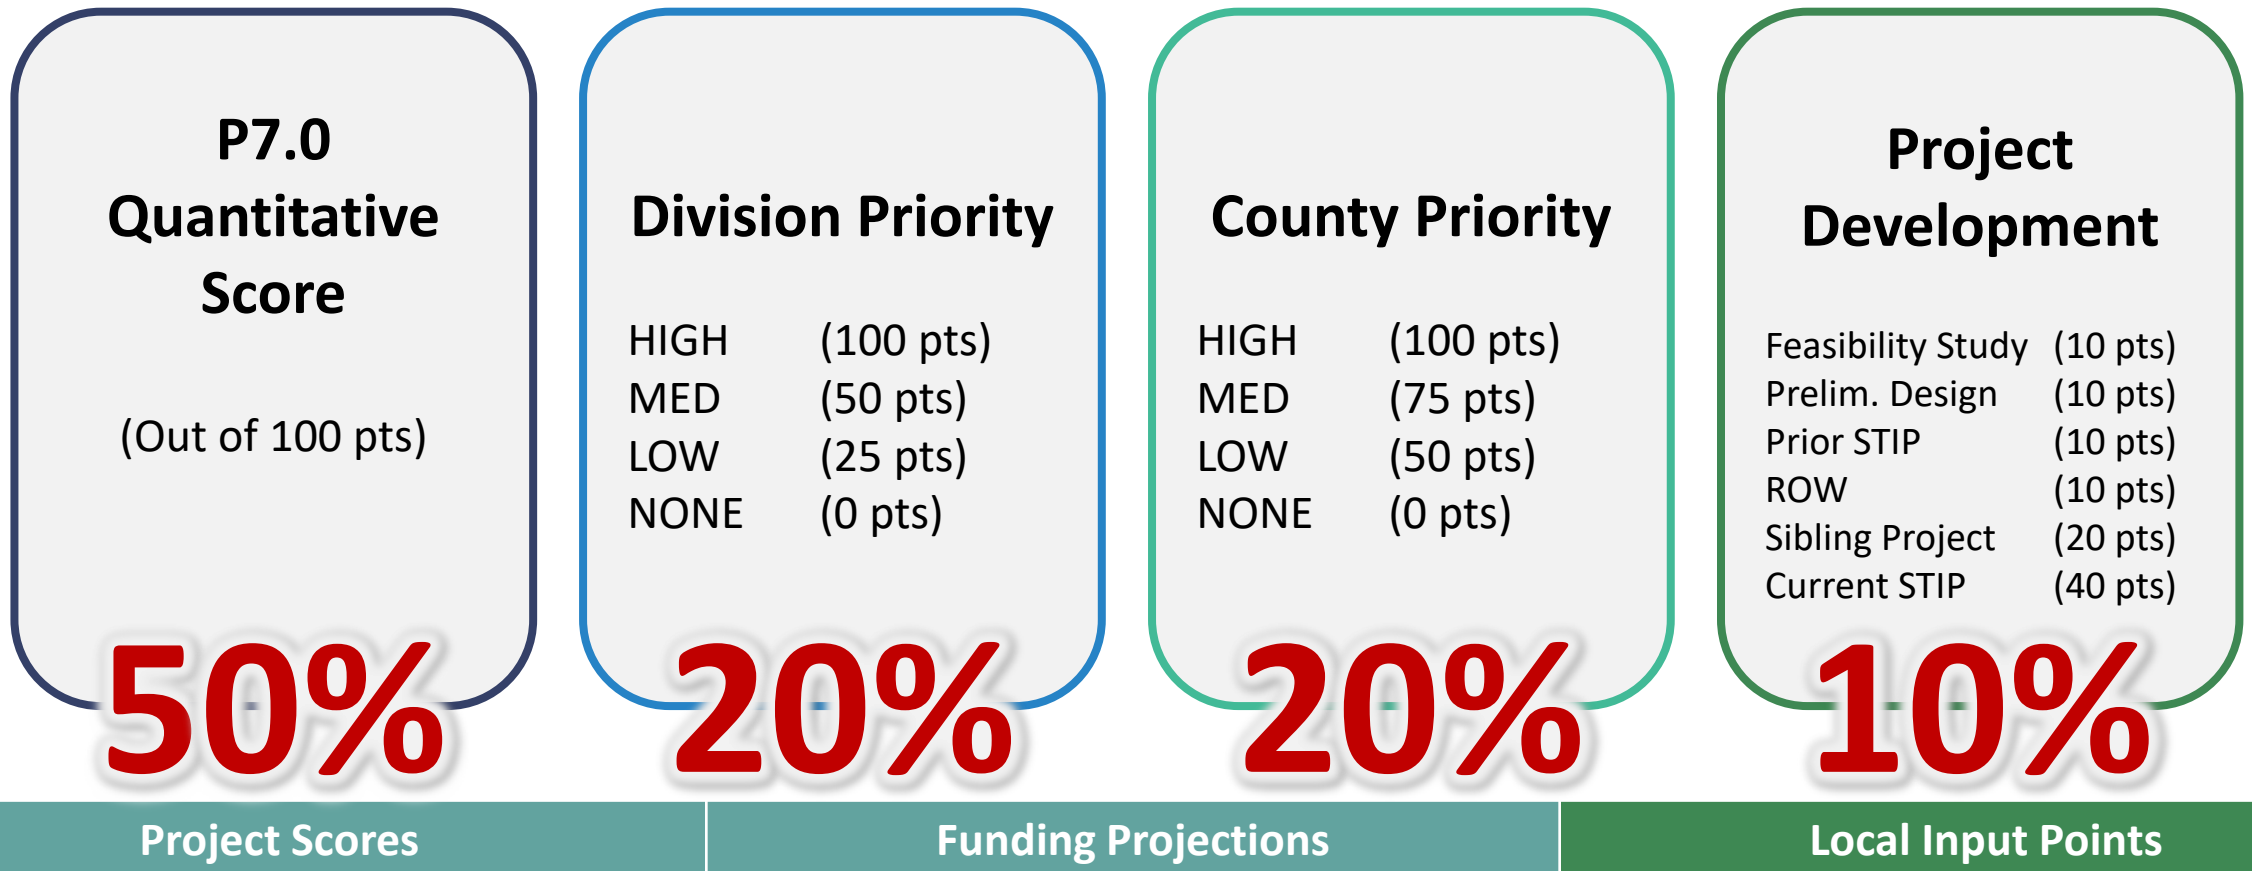 P7.0
Quantitative
Score
(Out of 100 pts)
50%
Division Priority
HIGH (100 pts)
MED (50 pts)
LOW (25 pts)
NONE (0 pts)
20%
County Priority
HIGH (100 pts)
MED (75 pts)
LOW (50 pts)
NONE (0 pts)
20%
Project
Development
Feasibility Study (10 pts)
Prelim. Design (10 pts)
Prior STIP (10 pts)
ROW (10 pts)
Sibling Project (20 pts)
Current STIP (40 pts)
10%
Project Scores
Funding Projections
Local Input Points